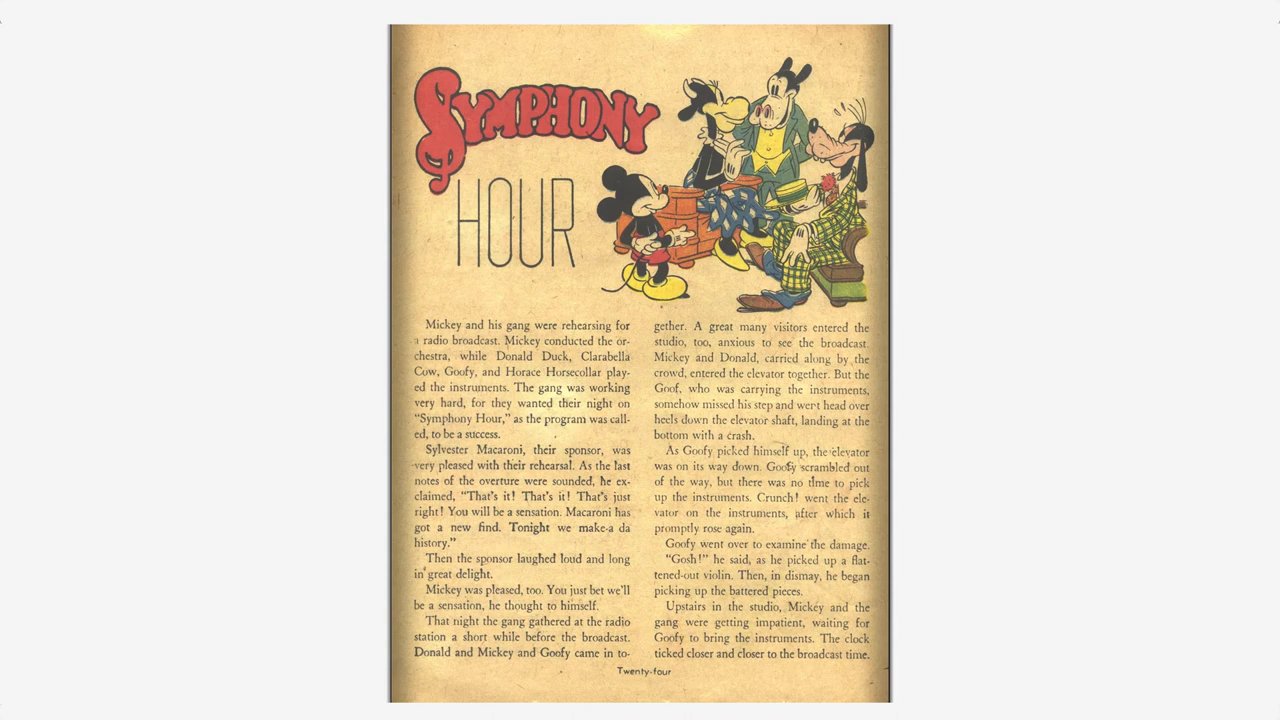 SYMPHONY
HOUR
Mickey and his gang were rehearsing for
a radio broadcast. Mickey conducted the or-
chestra, while Donald Duck, Clarabella
Cow, Goofy, and Horace Horsecollar play-
ed the instruments. The gang was working
very hard, for they wanted their night on
“Symphony Hour,” as the program was call-
ed, to be a success.
Sylvester Macaroni, their sponsor, was
very pleased with their rehearsal. As the last
notes of the overture were sounded, he ex-
claimed, “That’s it! That’s it! That’s just
right! You will be a sensation. Macaroni has
got a new find. Tonight we make-a da
history.”
Then the sponsor laughed loud and long
in great delight.
Mickey was pleased, too. You just bet we’ll
be a sensation, he thought to himself.
That night the gang gathered at the radio
station a short while before the broadcast.
Donald and Mickey and Goofy came in to-
gether. A great many visitors entered the
studio, too, anxious to see the broadcast.
Mickey and Donald, carried along by the
crowd, entered the elevator together. But the
Goof, who was carrying the instruments,
somehow missed his step and went head over
heels down the elevator shaft, landing at the
bottom with a crash.
As Goofy picked himself up, the elevator
was on its way down. Goofy scrambled out
of the way, but there was no time to pick
up the instruments. Crunch! went the ele-
vator on the instruments, after which it
promptly rose again.
Goofy went over to examine the damage.
“Gosh!” he said, as he picked up a flat-
tened-out violin. Then, in dismay, he began
picking up the battered pieces.
Upstairs in the studio, Mickey and the
gang were getting impatient, waiting for
Goofy to bring the instruments. The clock
ticked closer and closer to the broadcast time.
Twenty-four